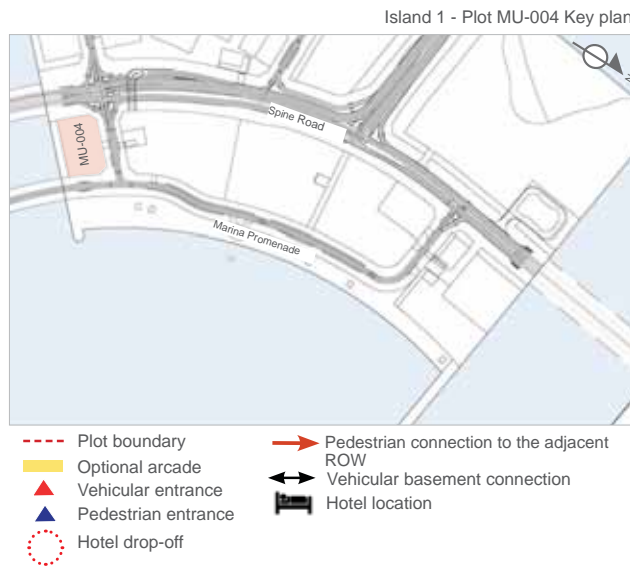 Island 1 - Plot MU-004 Key plan
Spine Road
MU-004
Marina Promenade
Plot boundary
Optional arcade
Vehicular entrance
Pedestrian entrance
Hotel drop-off
Pedestrian connection to the adjacent
ROW
Vehicular basement connection
Hotel location